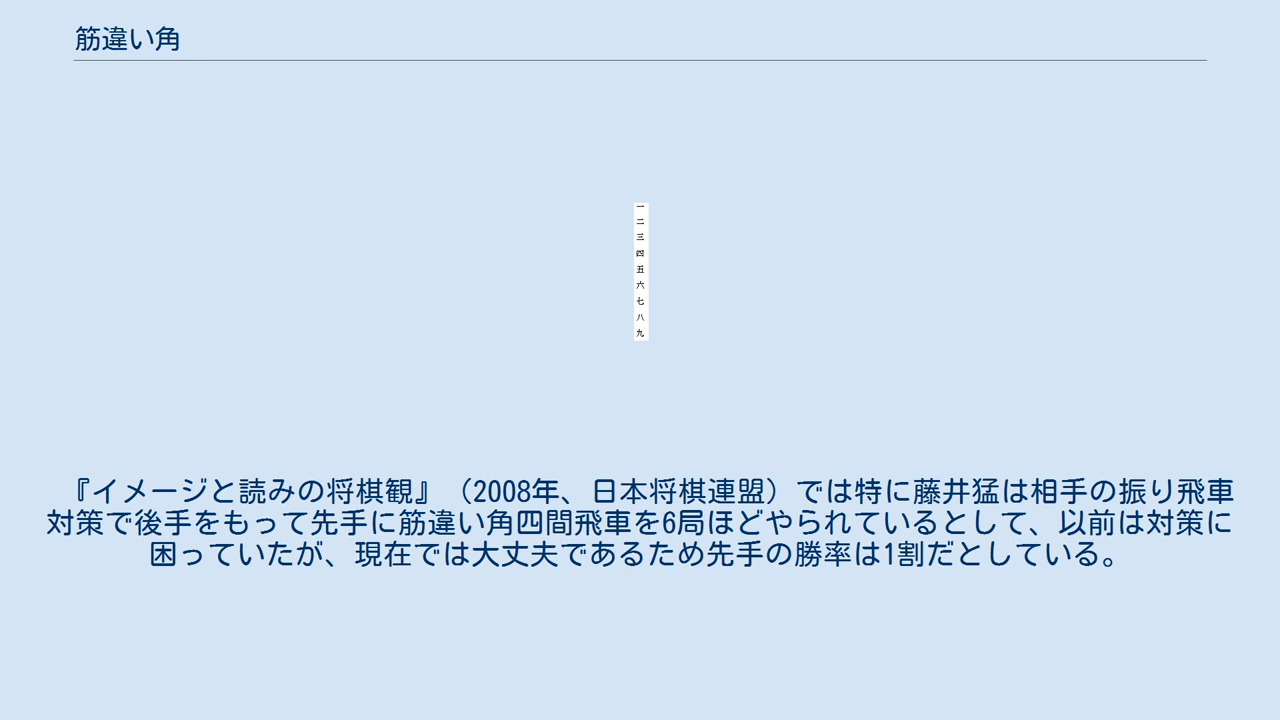 筋違い角
一
二
三
四
五
六
七
八
九
『イメージと読みの将棋観』（2008年、日本将棋連盟）では特に藤井猛は相手の振り飛車
対策で後手をもって先手に筋違い角四間飛車を6局ほどやられているとして、以前は対策に
困っていたが、現在では大丈夫であるため先手の勝率は1割だとしている。